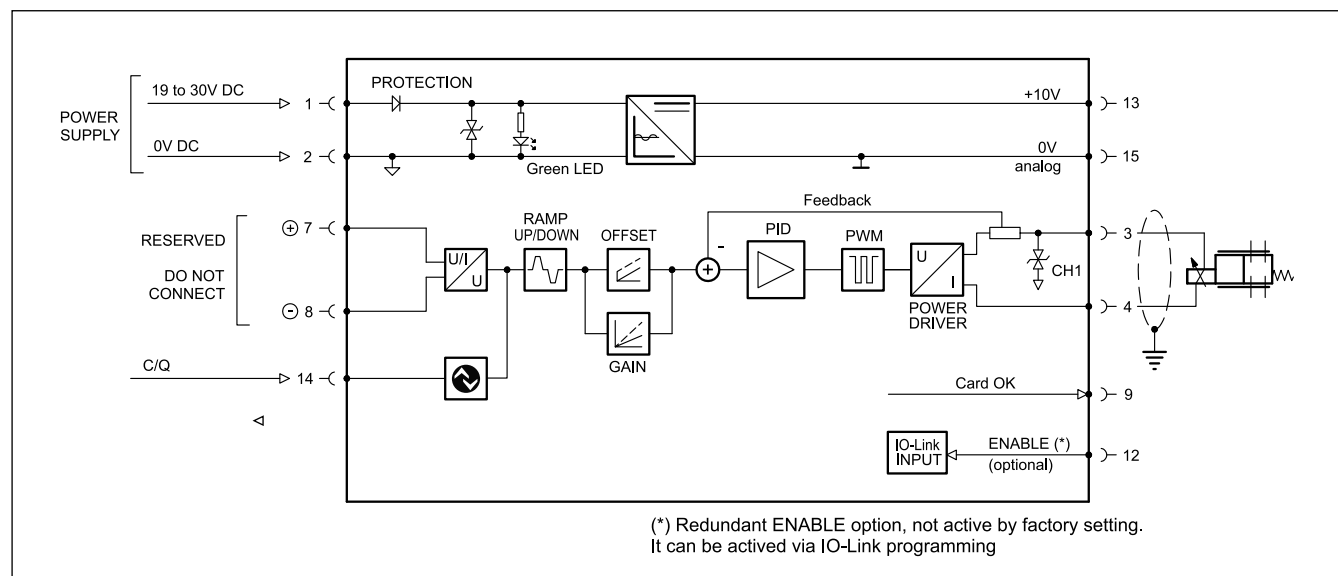 PROTECTION
19 to 30V DC
1
+10V
13
POWER
SUPPLY
0V DC
2
Green LED
0V
analog
15
Feedback
+ 7
RAMP
UP/DOWN
OFFSET
PID
PWM
3
RESERVED
DO NOT
CONNECT
U/I
U
+
-
U
I
CH1
- 8
POWER
DRIVER
4
GAIN
C/Q
14
Card OK
9
IO-Link
INPUT
ENABLE (*)
(optional)
12
(*) Redundant ENABLE option, not active by factory setting.
It can be actived via IO-Link programming